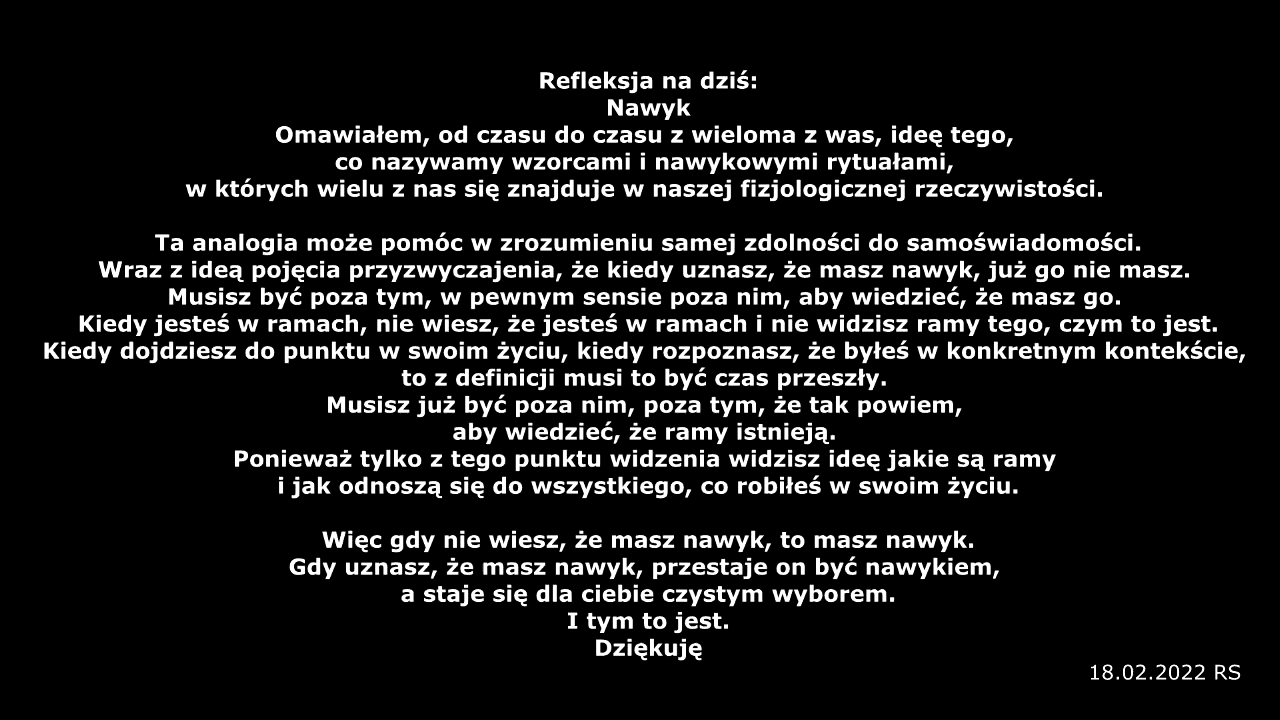 Refleksja na dziś:
Nawyk
Omawiałem, od czasu do czasu z wieloma z was, ideę tego,
co nazywamy wzorcami i nawykowymi rytuałami,
w których wielu z nas się znajduje w naszej fizjologicznej rzeczywistości.
Ta analogia może pomóc w zrozumieniu samej zdolności do samoświadomości.
Wraz z ideą pojęcia przyzwyczajenia, że kiedy uznasz, że masz nawyk, już go nie masz.
Musisz być poza tym, w pewnym sensie poza nim, aby wiedzieć, że masz go.
Kiedy jesteś w ramach, nie wiesz, że jesteś w ramach i nie widzisz ramy tego, czym to jest.
Kiedy dojdziesz do punktu w swoim życiu, kiedy rozpoznasz, że byłeś w konkretnym kontekście,
to z definicji musi to być czas przeszły.
Musisz już być poza nim, poza tym, że tak powiem,
aby wiedzieć, że ramy istnieją.
Ponieważ tylko z tego punktu widzenia widzisz ideę jakie są ramy
i jak odnoszą się do wszystkiego, co robiłeś w swoim życiu.
Więc gdy nie wiesz, że masz nawyk, to masz nawyk.
Gdy uznasz, że masz nawyk, przestaje on być nawykiem,
a staje się dla ciebie czystym wyborem.
I tym to jest.
Dziękuję
18.02.2022 RS